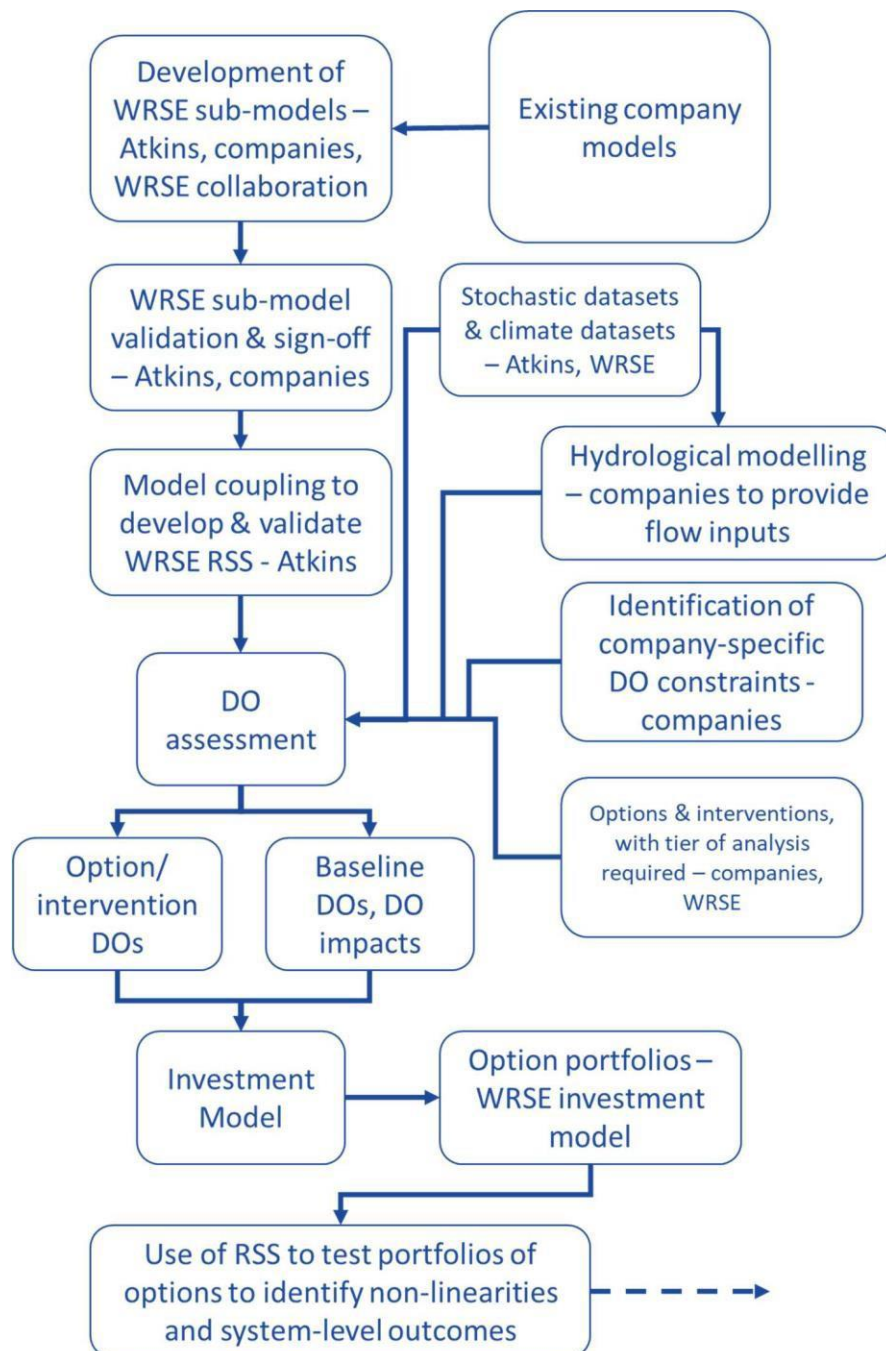 Development of
WRSE sub-models –
Atkins, companies,
WRSE collaboration
Existing company
models
WRSE sub-model
validation & sign-off
– Atkins, companies
Stochastic datasets
& climate datasets
– Atkins, WRSE
Model coupling to
develop & validate
WRSE RSS - Atkins
Hydrological modelling
– companies to provide
flow inputs
Identification of
company-specific
DO constraints -
companies
DO
assessment
Options & interventions,
with tier of analysis
required – companies,
WRSE
Option/
intervention
DOs
Baseline
DOs, DO
impacts
Investment
Model
Option portfolios –
WRSE investment
model
Use of RSS to test portfolios of
options to identify non-linearities
and system-level outcomes